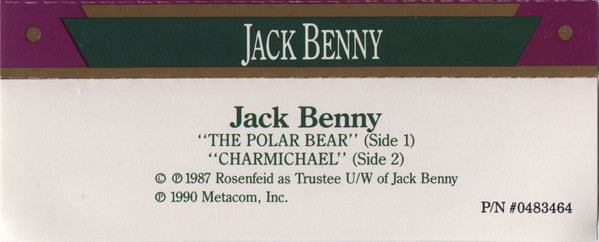 JACK BENNY
Jack Benny
"THE POLAR BEAR" (Side 1)
"CHARMICHAEL" (Side 2)
© ℗1987 Rosenfeid as Trustee U/W of Jack Benny
℗ 1990 Metacom, Inc.
P/N #0483464